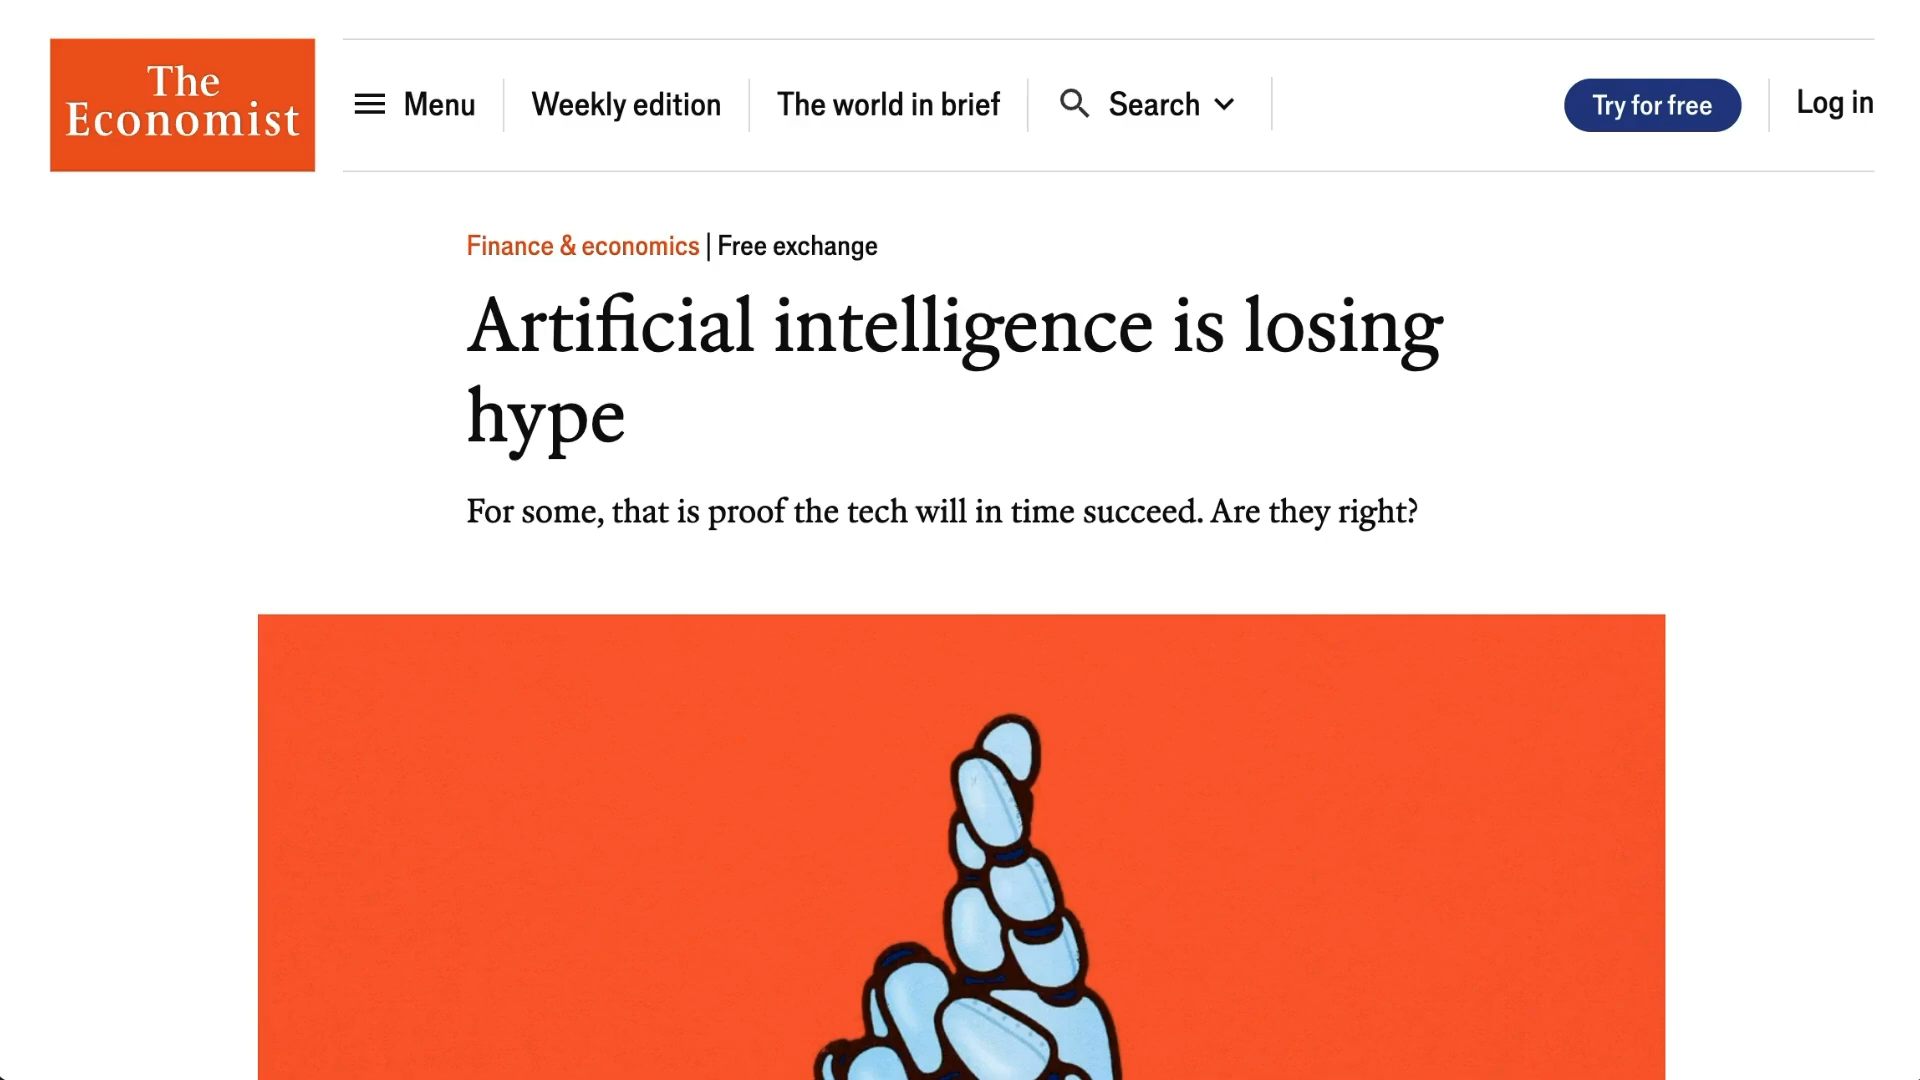 The
Economist
Menu
Weekly edition
The world in brief
Search
Try for free
Log in
Finance & economics | Free exchange
Artificial intelligence is losing
hype
For some, that is proof the tech will in time succeed. Are they right?